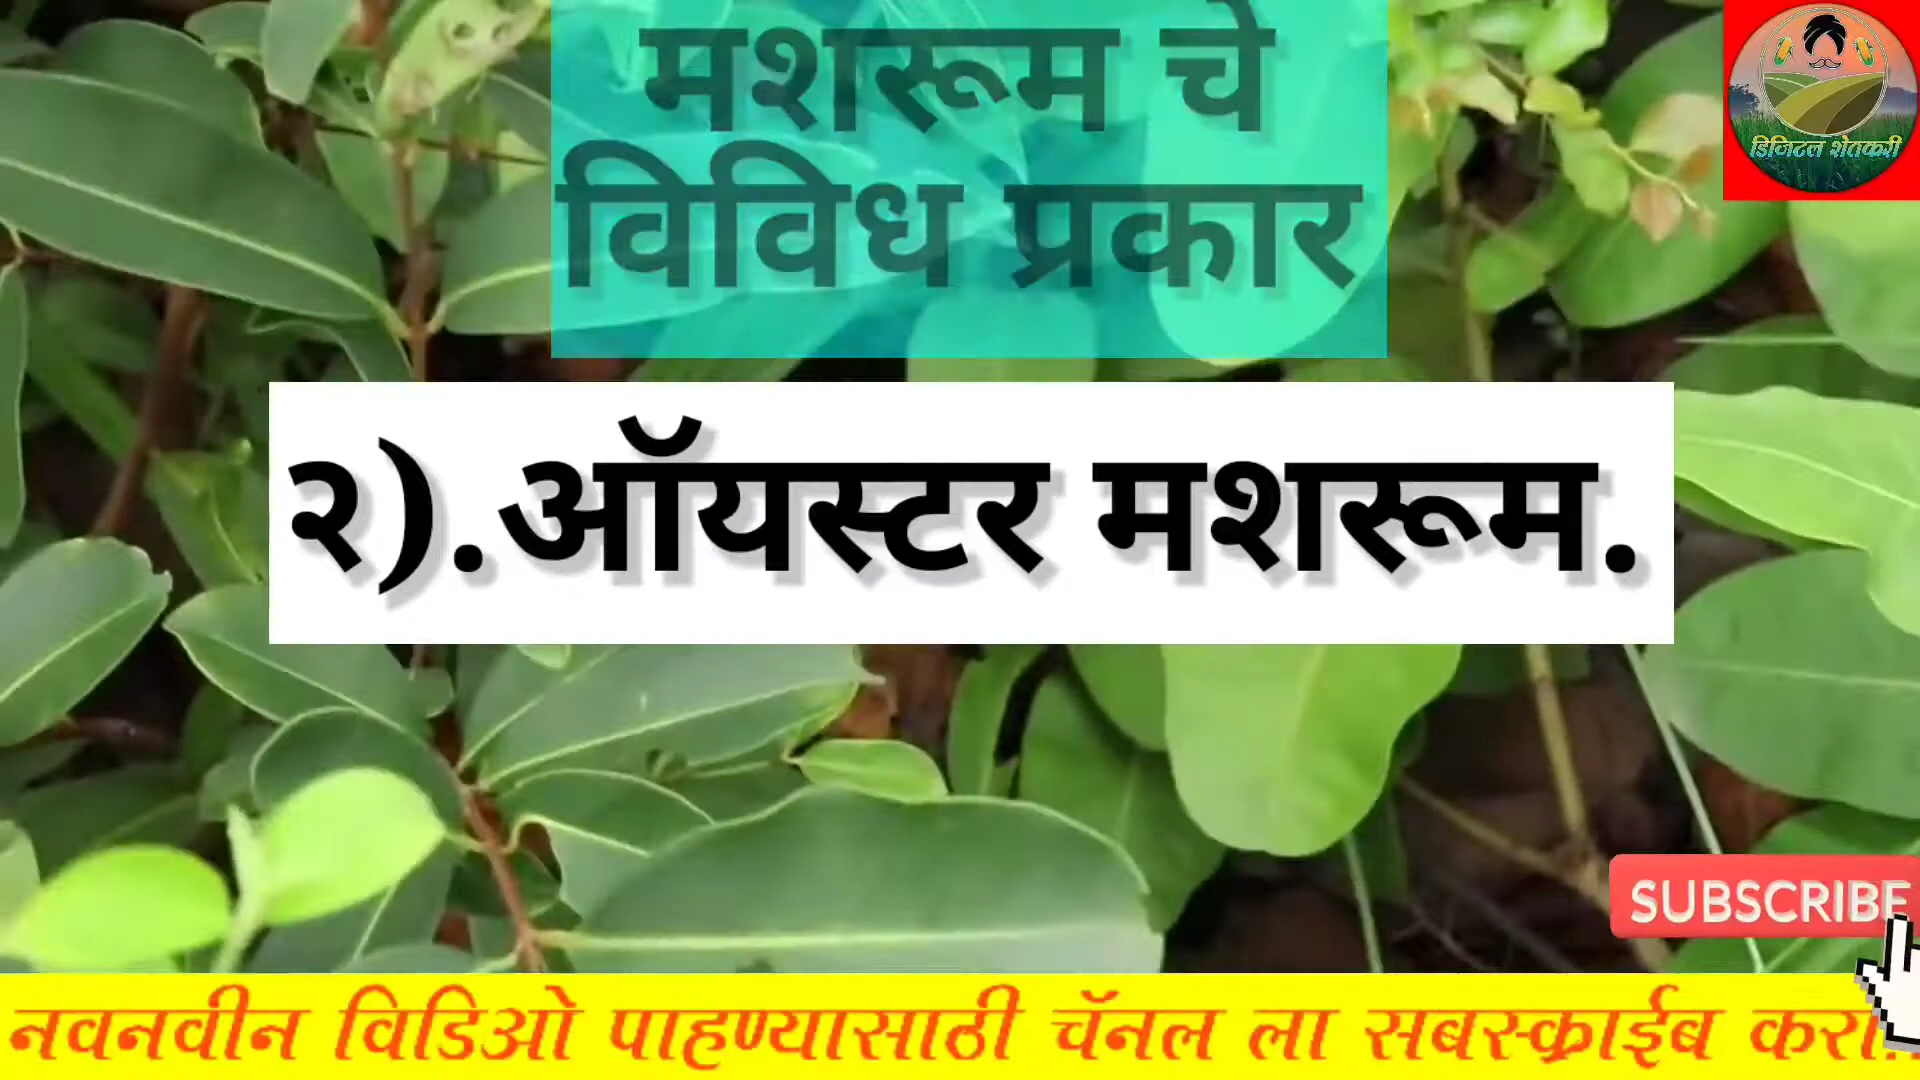 मशरूम चे
विविध प्रकार
डिजिटल शेतकरी
२).ऑयस्टर मशरूम.
SUBSCRIBE
नवनवीन विडिओ पाहण्यासाठी चॅनल ला सबस्क्राईब करा..